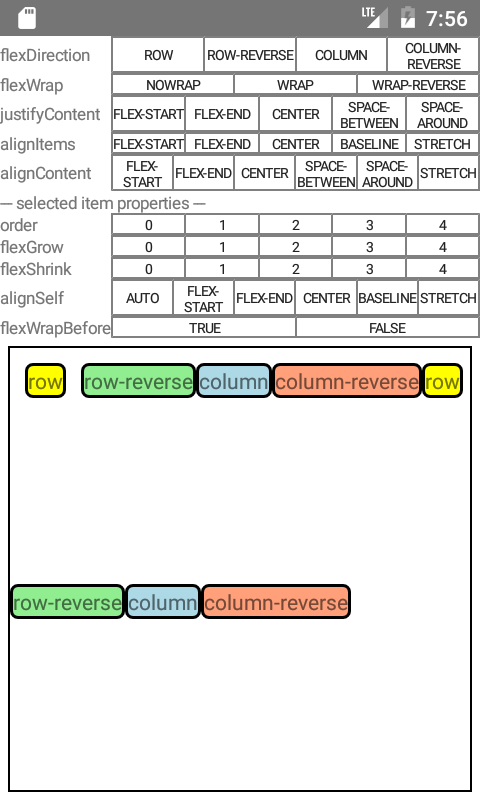 LTE 7:56
flexDirection ROW ROW-REVERSE COLUMN COLUMN-
REVERSE
flexWrap NOWRAP WRAP WRAP-REVERSE
justifyContent FLEX-START FLEX-END CENTER SPACE-
BETWEEN SPACE-
AROUND
alignItems FLEX-START FLEX-END CENTER BASELINE STRETCH
alignContent FLEX-
START FLEX-END CENTER SPACE-
BETWEEN SPACE-
AROUND STRETCH
— selected item properties —
order 0 1 2 3 4
flexGrow 0 1 2 3 4
flexShrink 0 1 2 3 4
alignSelf AUTO FLEX-
START FLEX-END CENTER BASELINE STRETCH
flexWrapBefore TRUE FALSE
row row-reverse column column-reverse row
row-reverse column column-reverse